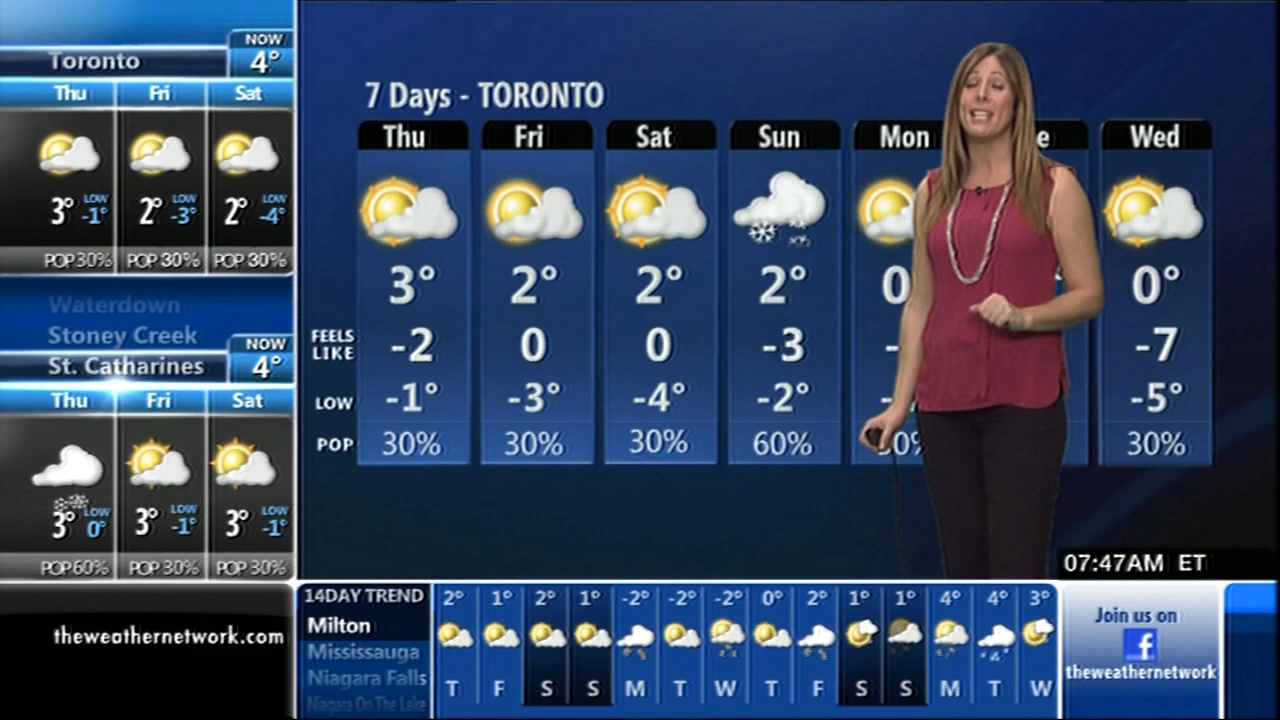 NOW
Toronto 4°
Thu Fri Sat
3° LOW -1° 2° LOW -3° 2° LOW -4°
POP 30% POP 30% POP 30%
Waterdown
Stoney Creek
NOW
St. Catharines 4°
Thu Fri Sat
3° LOW 0° 3° LOW -1° 3° LOW -1°
POP 60% POP 30% POP 30%
theweathernetwork.com
7 Days - TORONTO
Thu Fri Sat Sun Mon e Wed
3° 2° 2° 2° 0 0°
FEELS LIKE -2 0 0 -3 - -7
LOW -1° -3° -4° -2° - -5°
POP 30% 30% 30% 60% 30%
07:47AM ET
14DAY TREND
Milton
Mississauga
Niagara Falls
Niagara On The Lake
2° 1° 2° 1° -2° -2° -2° 0° 2° 1° 1° 4° 4° 3°
T F S S M T W T F S S M T W
Join us on
f
theweathernetwork